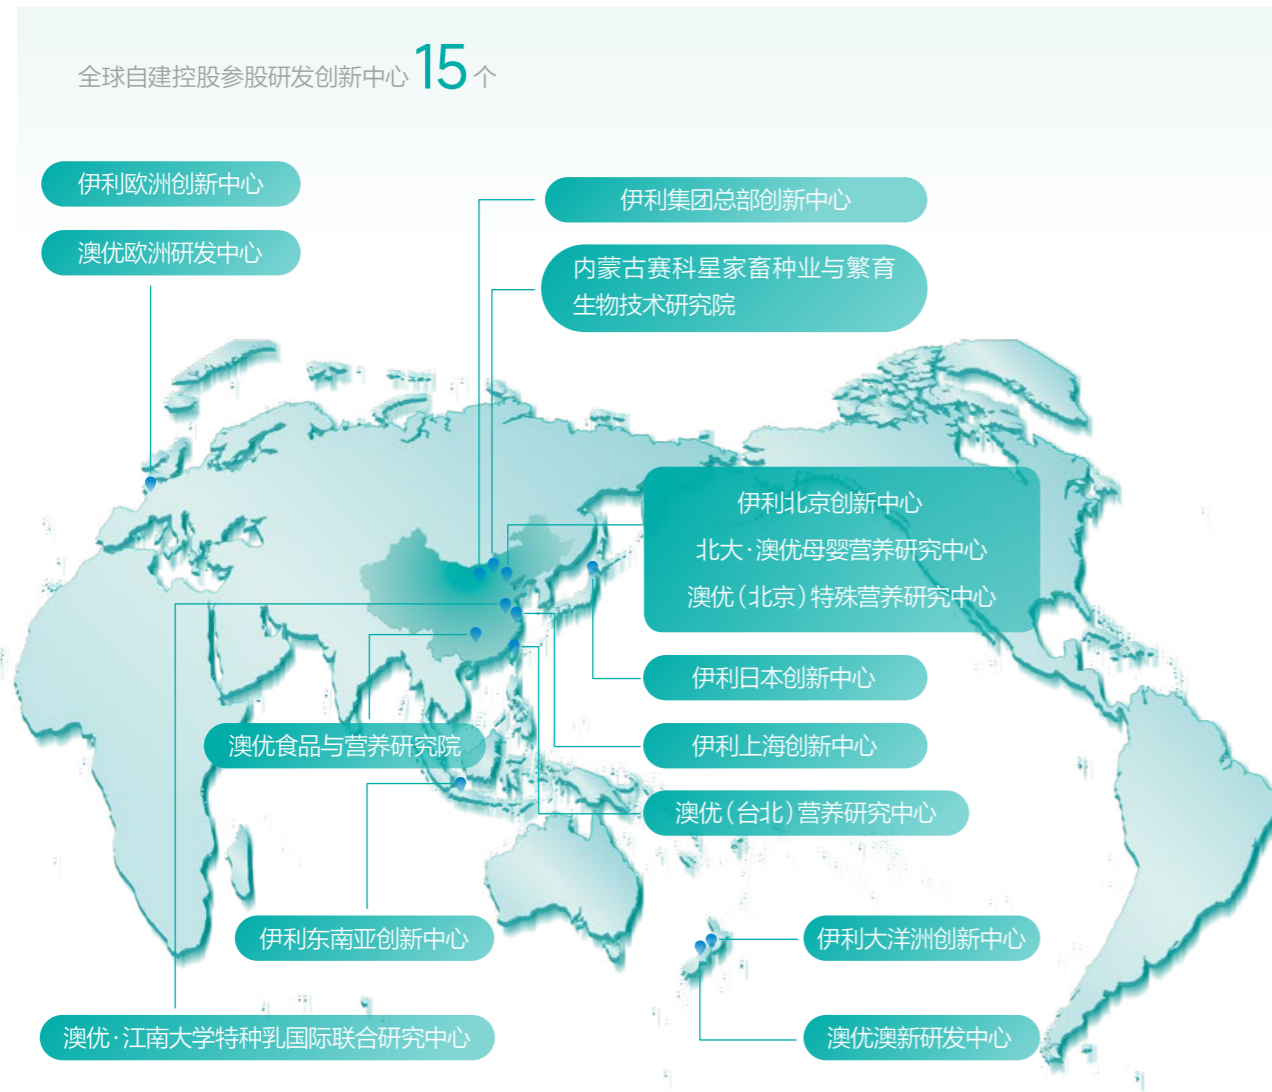 全球自建控股参股研发创新中心15个
伊利欧洲创新中心
澳优欧洲研发中心
伊利集团总部创新中心
内蒙古赛科星家畜种业与繁育
生物技术研究院
伊利北京创新中心
北大·澳优母婴营养研究中心
澳优（北京）特殊营养研究中心
伊利日本创新中心
澳优食品与营养研究院
伊利上海创新中心
澳优（台北）营养研究中心
伊利东南亚创新中心
伊利大洋洲创新中心
澳优·江南大学特种乳国际联合研究中心
澳优澳新研发中心